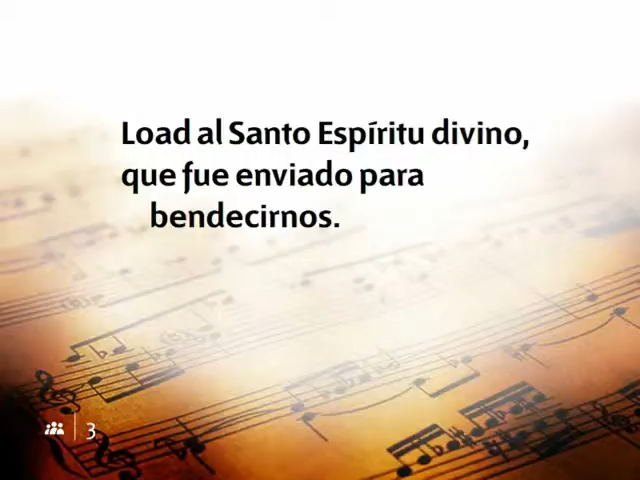 Load al Santo Espíritu divino,
que fue enviado para
bendecirnos.
3